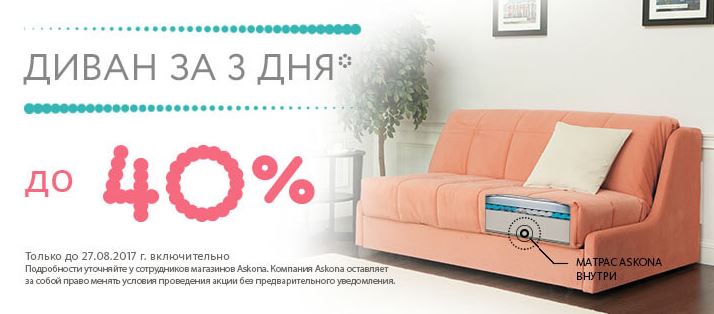 ДИВАН ЗА 3 ДНЯ*
ДО 40%
Только до 27.08.2017 г. включительно
Подробности уточняйте у сотрудников магазинов Askona. Компания Askona оставляет
за собой право менять условия проведения акции без предварительного уведомления.
МАТРАС ASKONA
ВНУТРИ